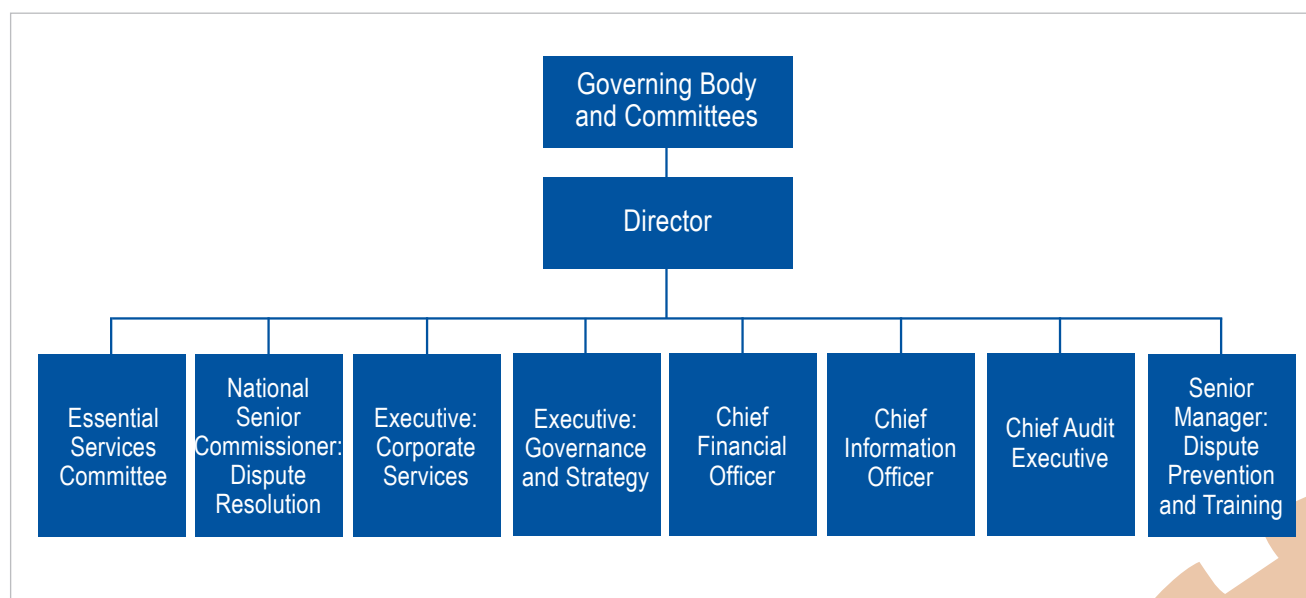 Governing Body
and Committees
Director
Essential
Services
Committee
National
Senior
Commissioner:
Dispute
Resolution
Executive:
Corporate
Services
Executive:
Governance
and Strategy
Chief
Financial
Officer
Chief
Information
Officer
Chief Audit
Executive
Senior
Manager:
Dispute
Prevention
and Training